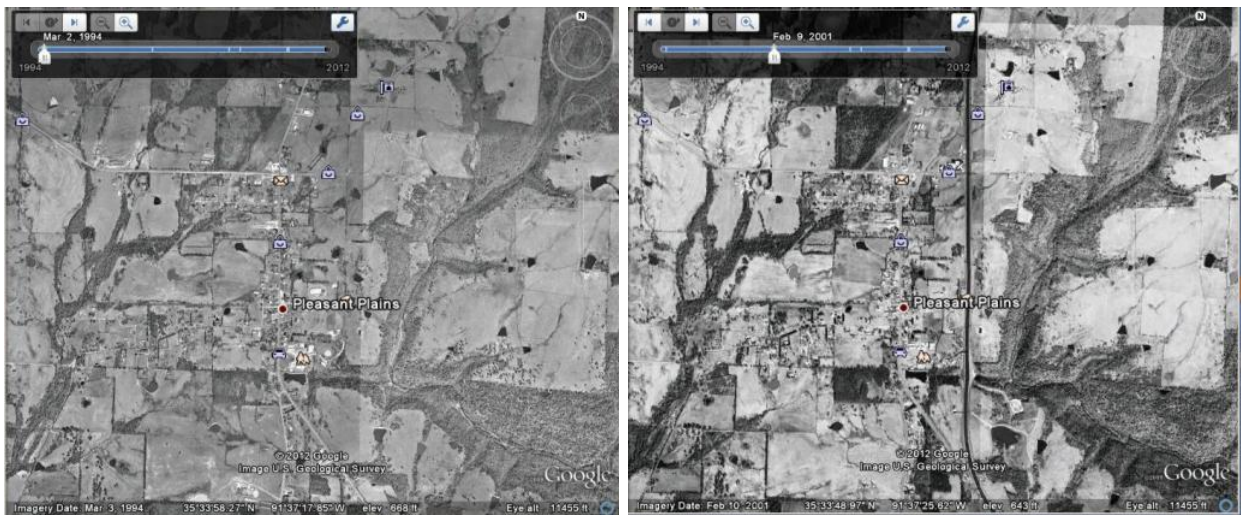 Mar. 2, 1994
1994 2012
N
Pleasant Plains
© 2012 Google
Image U.S. Geological Survey
Google
Imagery Date: Mar 3, 1994 35°33'58.27" N 91°37'17.85" W elev 668 ft Eye alt 11455 ft
Feb. 9, 2001
1994 2012
N
Pleasant Plains
© 2012 Google
Image U.S. Geological Survey
Google
Imagery Date: Feb 10, 2001 35°33'48.97" N 91°37'25.62" W elev 643 ft Eye alt 11455 ft